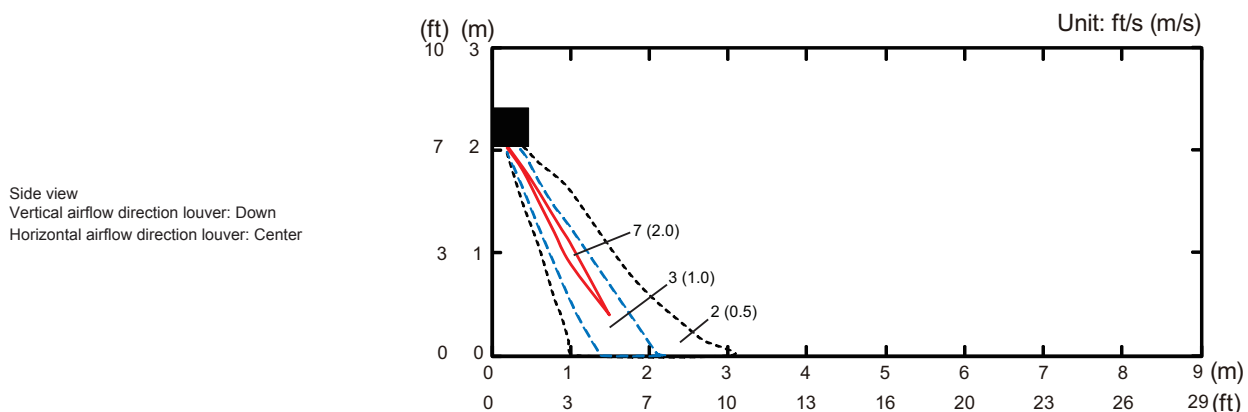 (ft) (m)
Unit: ft/s (m/s)
10 3
7 2
Side view
Vertical airflow direction louver: Down
Horizontal airflow direction louver: Center
7 (2.0)
3 1
3 (1.0)
2 (0.5)
0 0
0 1 2 3 4 5 6 7 8 9 (m)
0 3 7 10 13 16 20 23 26 29 (ft)